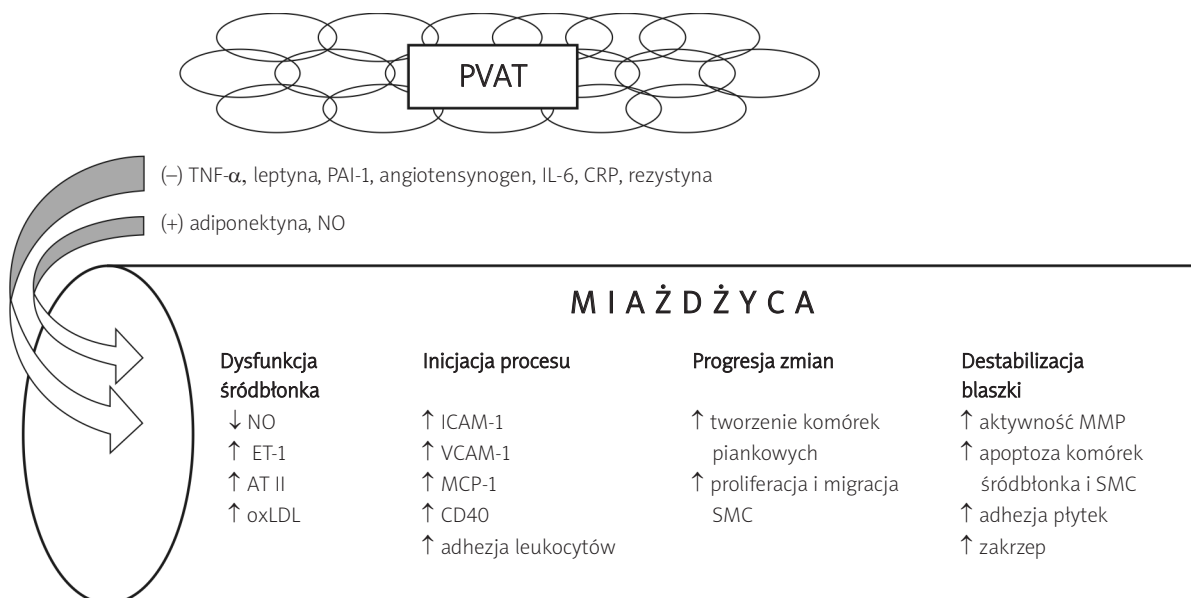 PVAT
(–) TNF-α, leptyna, PAI-1, angiotensynogen, IL-6, CRP, rezystyna
(+) adiponektyna, NO
MIAŻDŻYCA
Dysfunkcja
śródbłonka
↓ NO
↑ ET-1
↑ AT II
↑ oxLDL
Inicjacja procesu
↑ ICAM-1
↑ VCAM-1
↑ MCP-1
↑ CD40
↑ adhezja leukocytów
Progresja zmian
↑ tworzenie komórek
piankowych
↑ proliferacja i migracja
SMC
Destabilizacja
blaszki
↑ aktywność MMP
↑ apoptoza komórek
śródbłonka i SMC
↑ adhezja płytek
↑ zakrzep